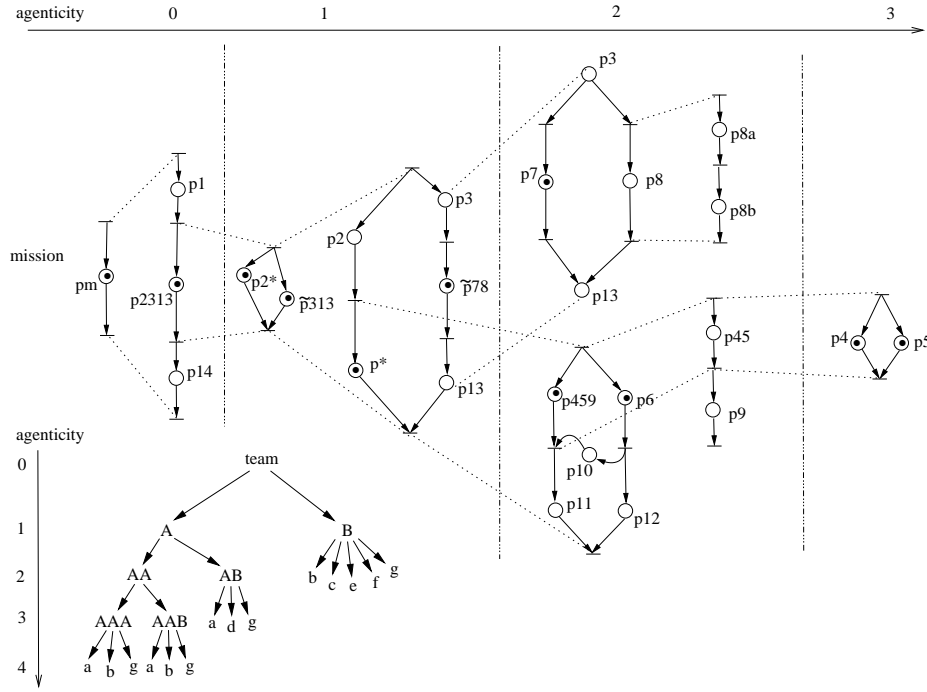 agenticity 0 1 2 3
p3
p8a
p1
p7
p8
p3
p8b
p2
mission
pm
p2313
p2*
p̃313
p̃78
p13
p45
p4
p5
p14
p*
p13
p459
p6
p9
agenticity
0
team
p10
p11
p12
1
A
B
2
AA
AB
b
c
e
f
g
3
AAA
AAB
a
d
g
4
a
b
g
a
b
g